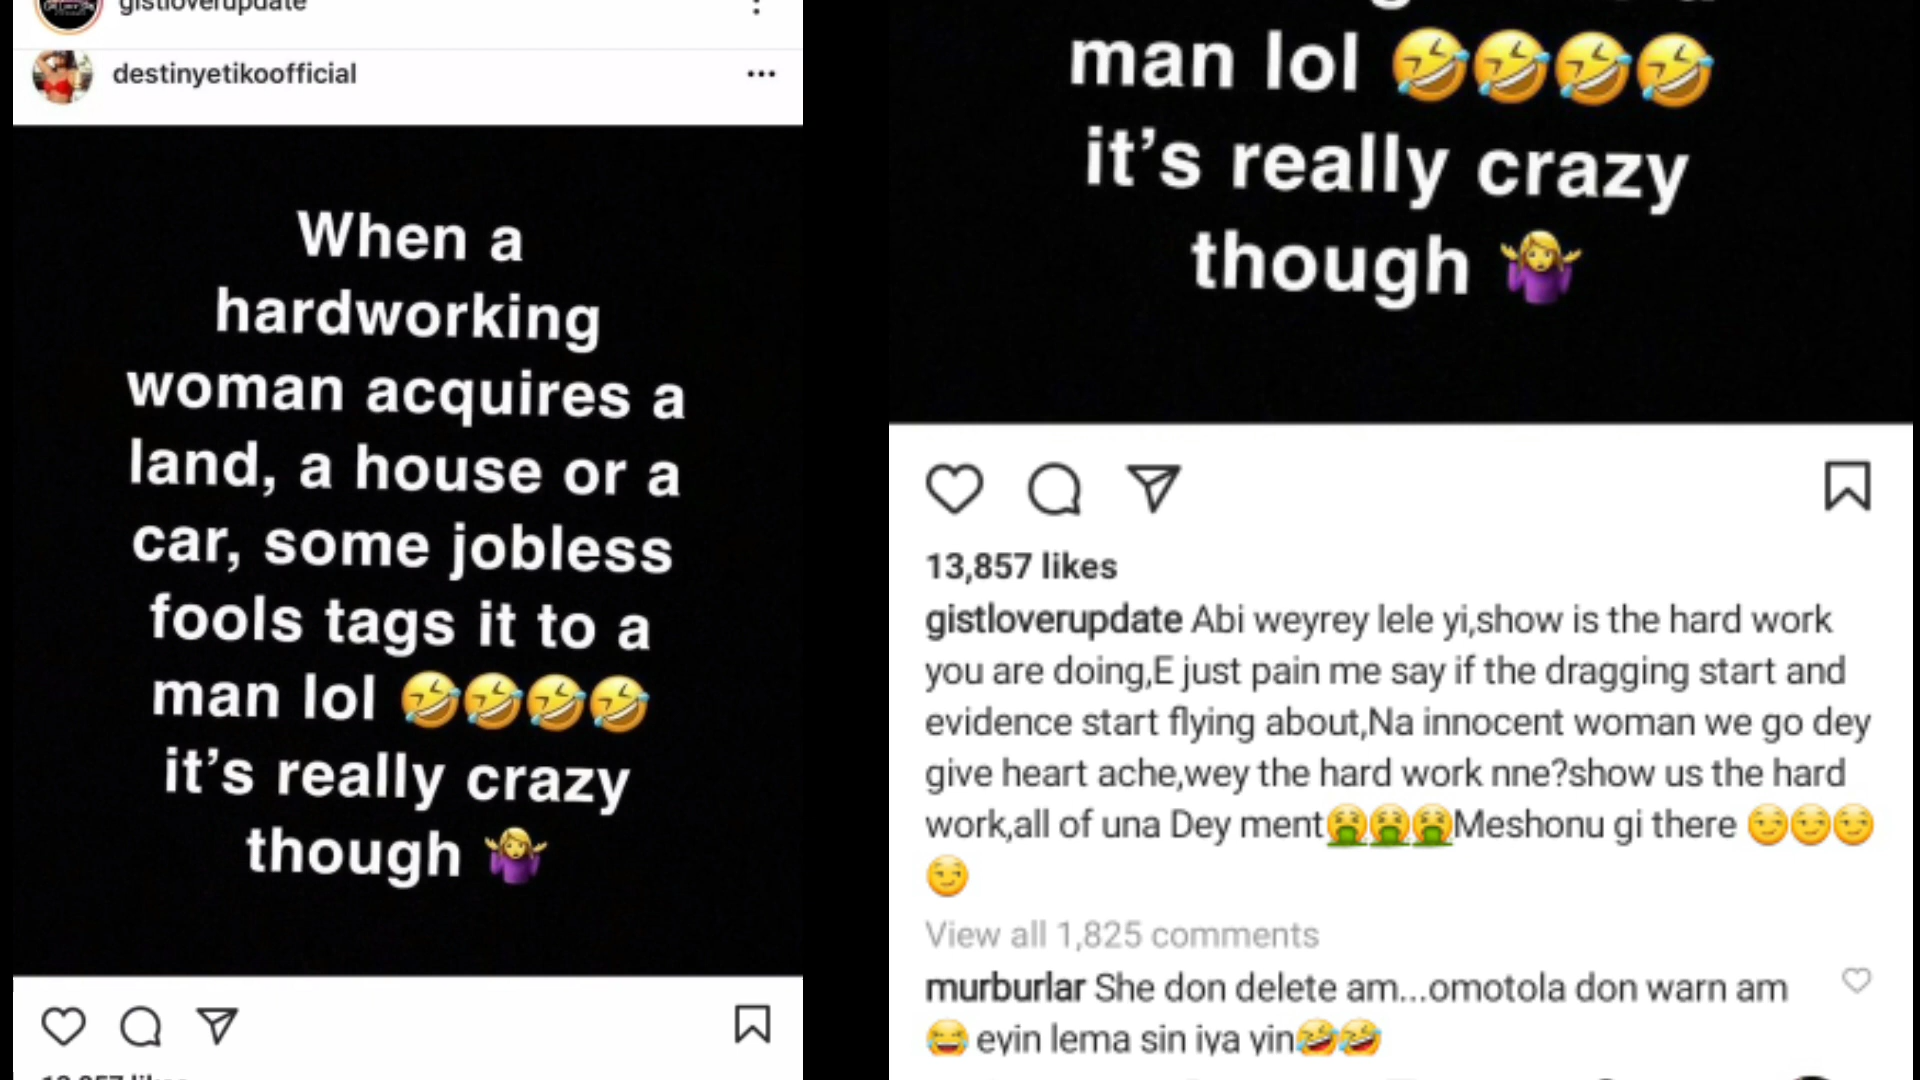 gistloverupdate
destinyetikoofficial
When a
hardworking
woman acquires a
land, a house or a
car, some jobless
fools tags it to a
man lol 🤣🤣🤣🤣
it's really crazy
though 🤷‍♀️
man lol 🤣🤣🤣🤣
it's really crazy
though 🤷‍♀️
13,857 likes
gistloverupdate Abi weyrey lele yi,show is the hard work
you are doing,E just pain me say if the dragging start and
evidence start flying about,Na innocent woman we go dey
give heart ache,wey the hard work nne?show us the hard
work,all of una Dey ment🤮🤮🤮Meshonu gi there 😏😏😏
😏
View all 1,825 comments
murburlar She don delete am...omotola don warn am
😂 eyin lema sin iya yin🤣🤣